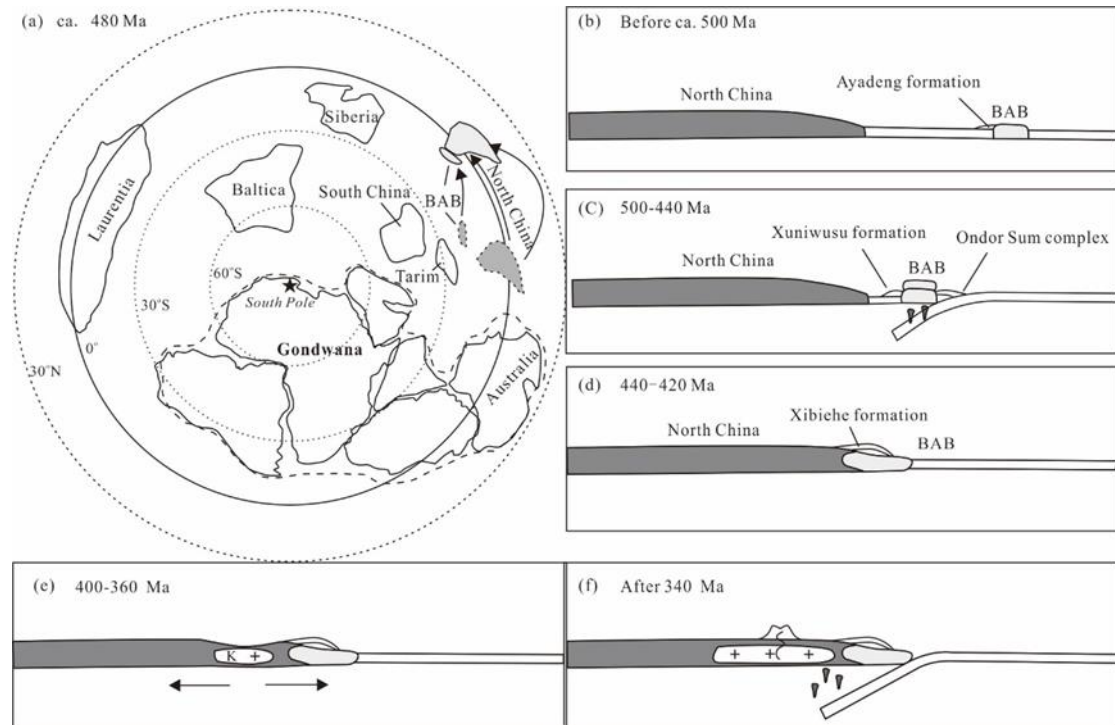 (a) ca. 480 Ma
Siberia
Laurentia
Baltica
South China
BAB
North China
Tarim
60°S
South Pole
30°S
Gondwana
0°
30°N
Australia
(b) Before ca. 500 Ma
Ayadeng formation
North China
BAB
(C) 500-440 Ma
Xuniwusu formation
Ondor Sum complex
BAB
North China
(d) 440-420 Ma
Xibiehe formation
North China
BAB
(e) 400-360 Ma
K +
(f) After 340 Ma
+ + +